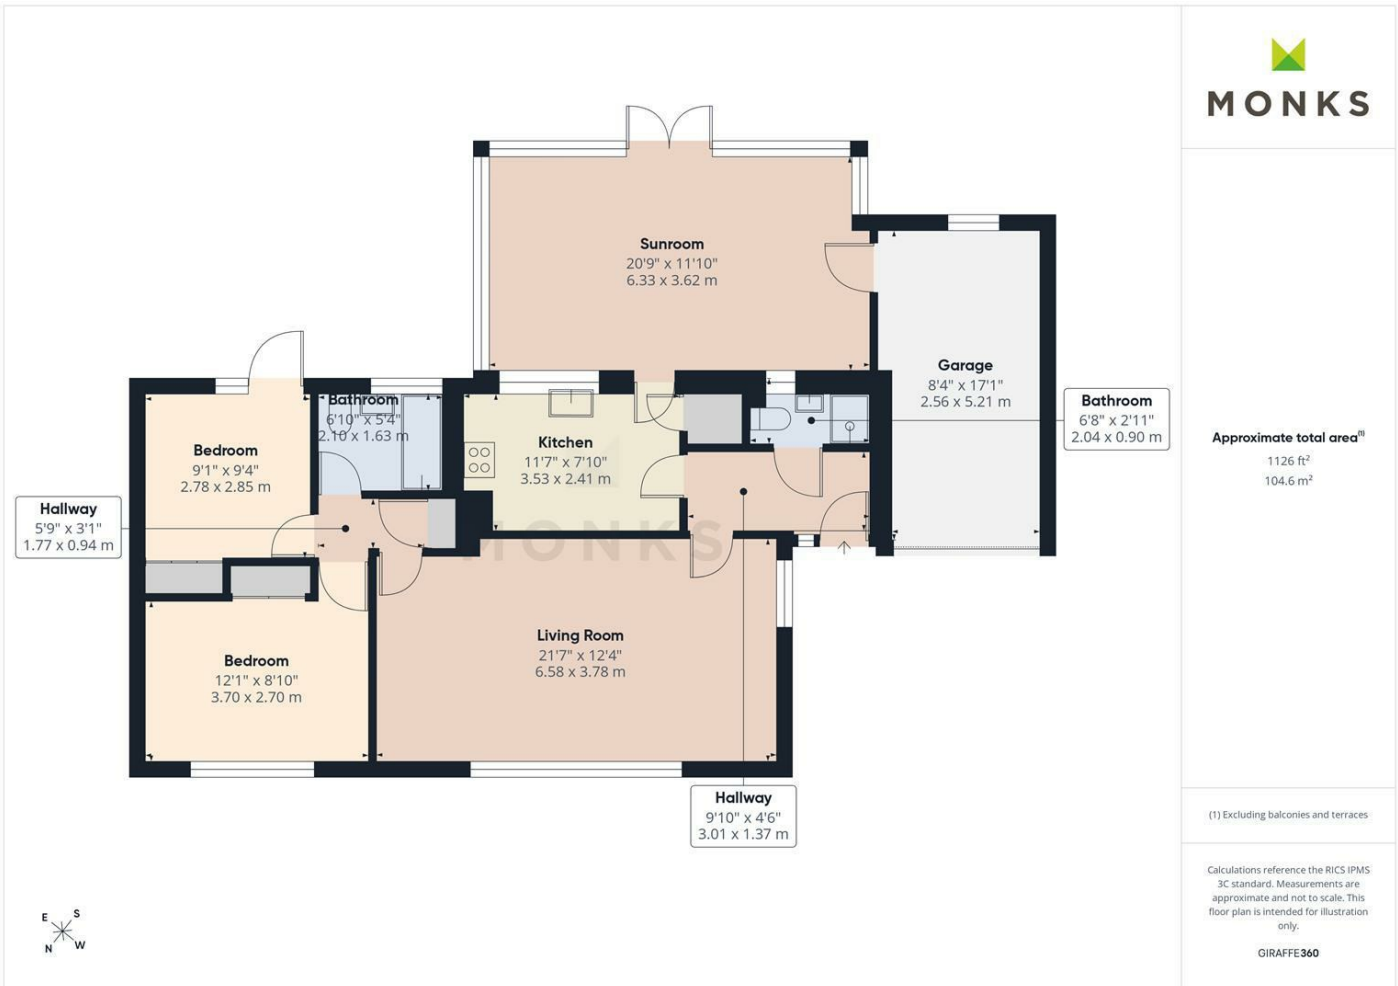 MONKS
Sunroom
20'9" x 11'10"
6.33 x 3.62 m
Garage
8'4" x 17'1"
2.56 x 5.21 m
Bathroom
6'10" x 5'4"
2.10 x 1.63 m
Bathroom
6'8" x 2'11"
2.04 x 0.90 m
Bedroom
9'1" x 9'4"
2.78 x 2.85 m
Kitchen
11'7" x 7'10"
3.53 x 2.41 m
Hallway
5'9" x 3'1"
1.77 x 0.94 m
MONKS
Living Room
21'7" x 12'4"
6.58 x 3.78 m
Bedroom
12'1" x 8'10"
3.70 x 2.70 m
Hallway
9'10" x 4'6"
3.01 x 1.37 m
E S
N W
Approximate total area(1)
1126 ft²
104.6 m²
(1) Excluding balconies and terraces
Calculations reference the RICS IPMS
3C standard. Measurements are
approximate and not to scale. This
floor plan is intended for illustration
only.
GIRAFFE360